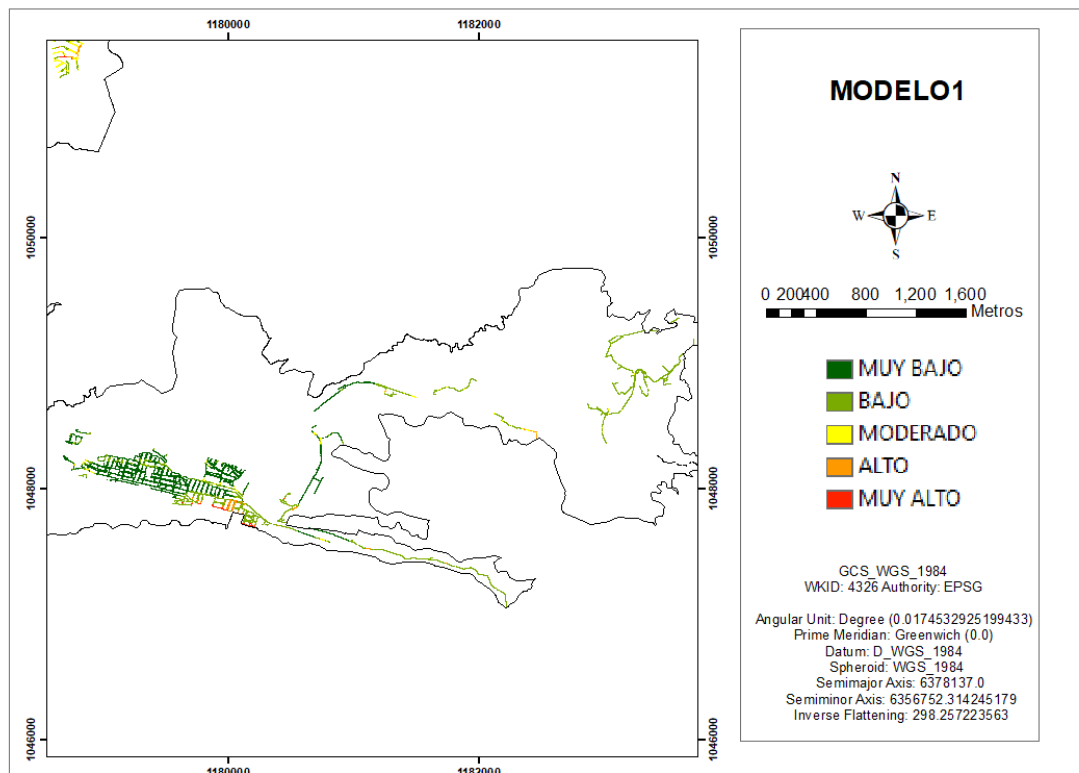 1180000
1182000
1050000
1050000
1048000
1048000
1046000
1046000
1180000
1182000
MODELO1
N
W E
S
0 200400 800 1,200 1,600
Metros
MUY BAJO
BAJO
MODERADO
ALTO
MUY ALTO
GCS_WGS_1984
WKID: 4326 Authority: EPSG
Angular Unit: Degree (0.0174532925199433)
Prime Meridian: Greenwich (0.0)
Datum: D_WGS_1984
Spheroid: WGS_1984
Semimajor Axis: 6378137.0
Semiminor Axis: 6356752.314245179
Inverse Flattening: 298.257223563